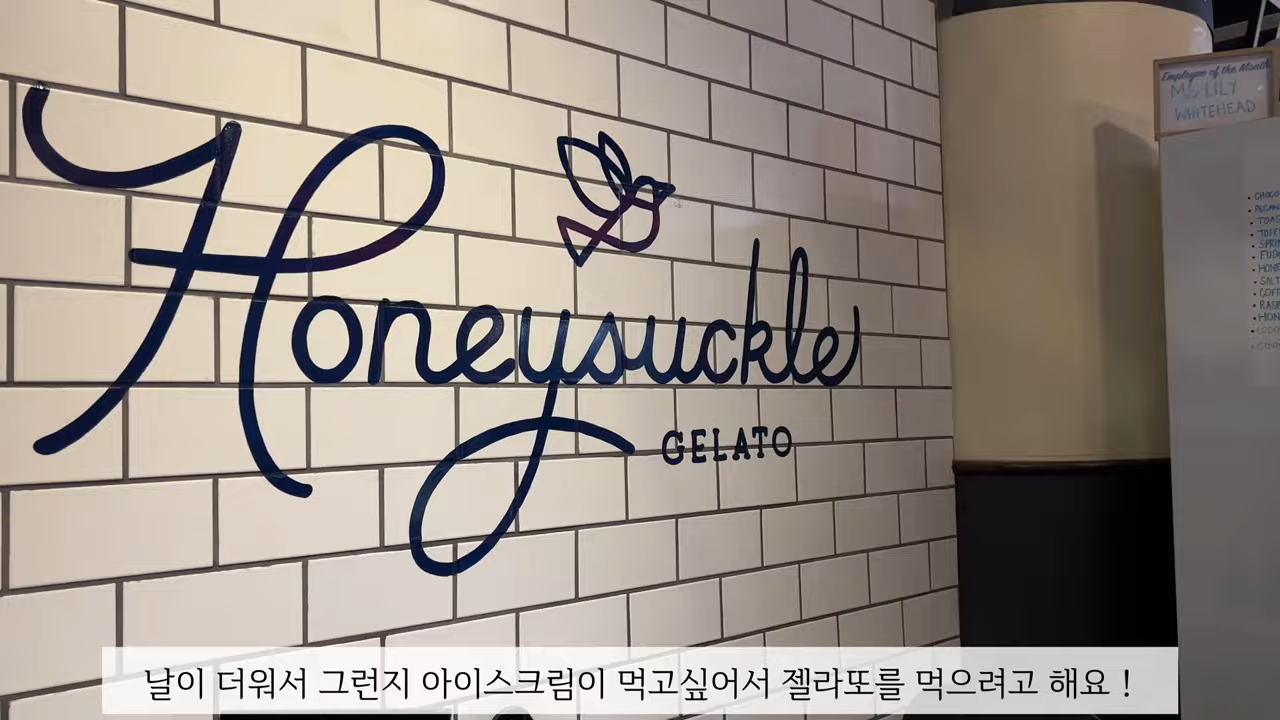 Honeysuckle
GELATO
Employee of the Month
MS LILY
WHITEHEAD
날이 더워서 그런지 아이스크림이 먹고싶어서 젤라또를 먹으려고 해요 !